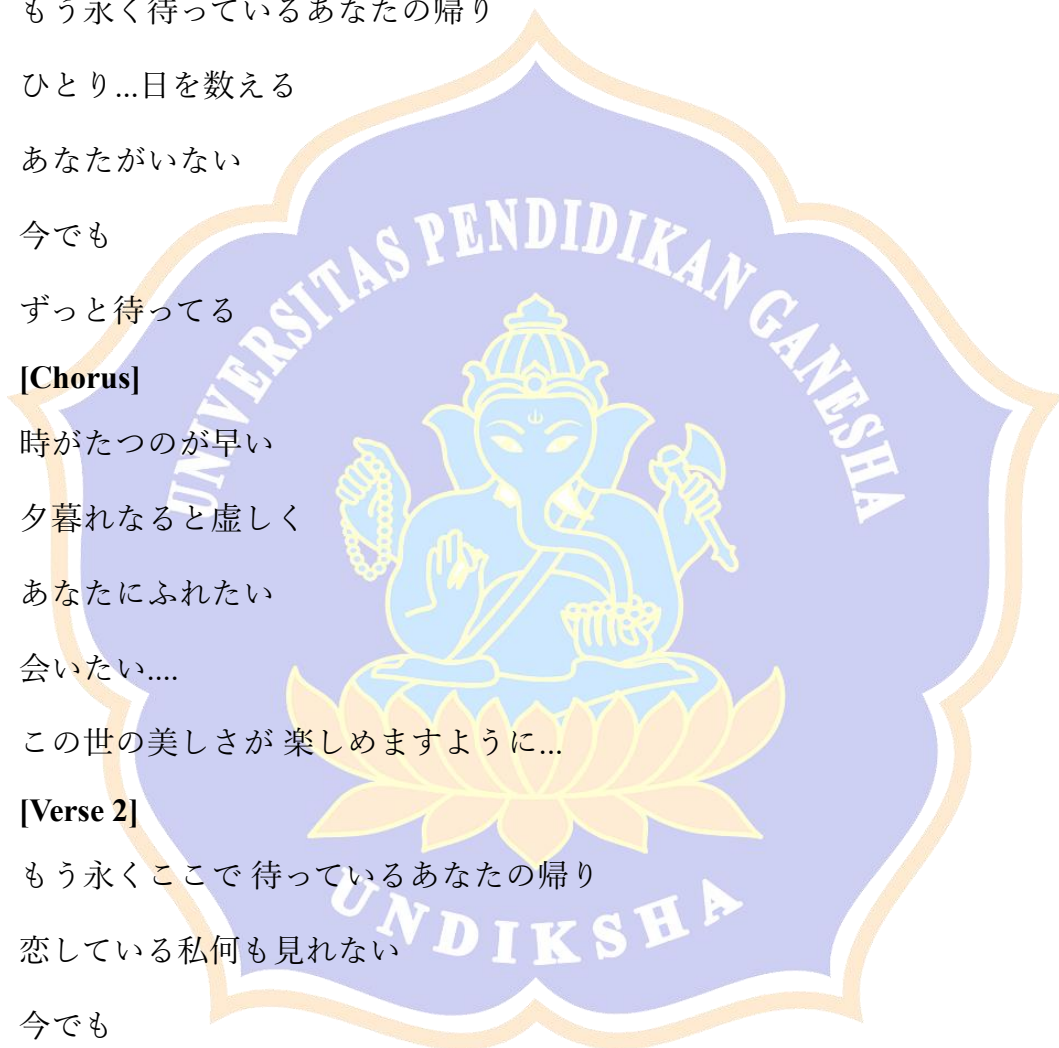 もう永く待っているあなたの帰り
ひとり...日を数える
あなたがいない
今でも
ずっと待ってる
[Chorus]
時がたつのが早い
夕暮れなると虚しく
あなたにふれたい
会いたい....
この世の美しさが 楽しめますように...
[Verse 2]
もう永くここで 待っているあなたの帰り
恋している私何も見れない
今でも
UNIVERSITAS PENDIDIKAN GANESHA
UNDIKSHA